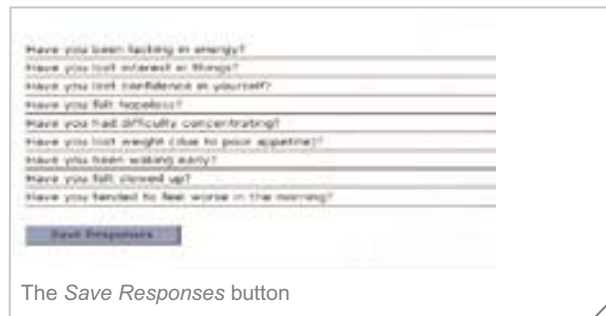 Have you been lacking in energy?
Have you lost interest in things?
Have you lost confidence in yourself?
Have you felt hopeless?
Have you had difficulty concentrating?
Have you lost weight (due to poor appetite)?
Have you been waking early?
Have you felt slowed up?
Have you tended to feel worse in the morning?
Save Responses
The Save Responses button